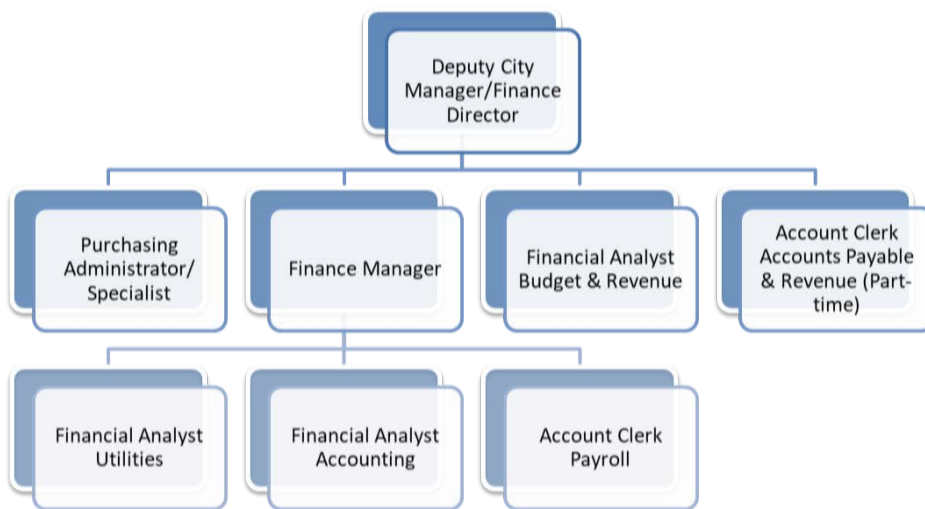 Deputy City
Manager/Finance
Director
Purchasing
Administrator/
Specialist
Finance Manager
Financial Analyst
Budget & Revenue
Account Clerk
Accounts Payable
& Revenue (Part-
time)
Financial Analyst
Utilities
Financial Analyst
Accounting
Account Clerk
Payroll